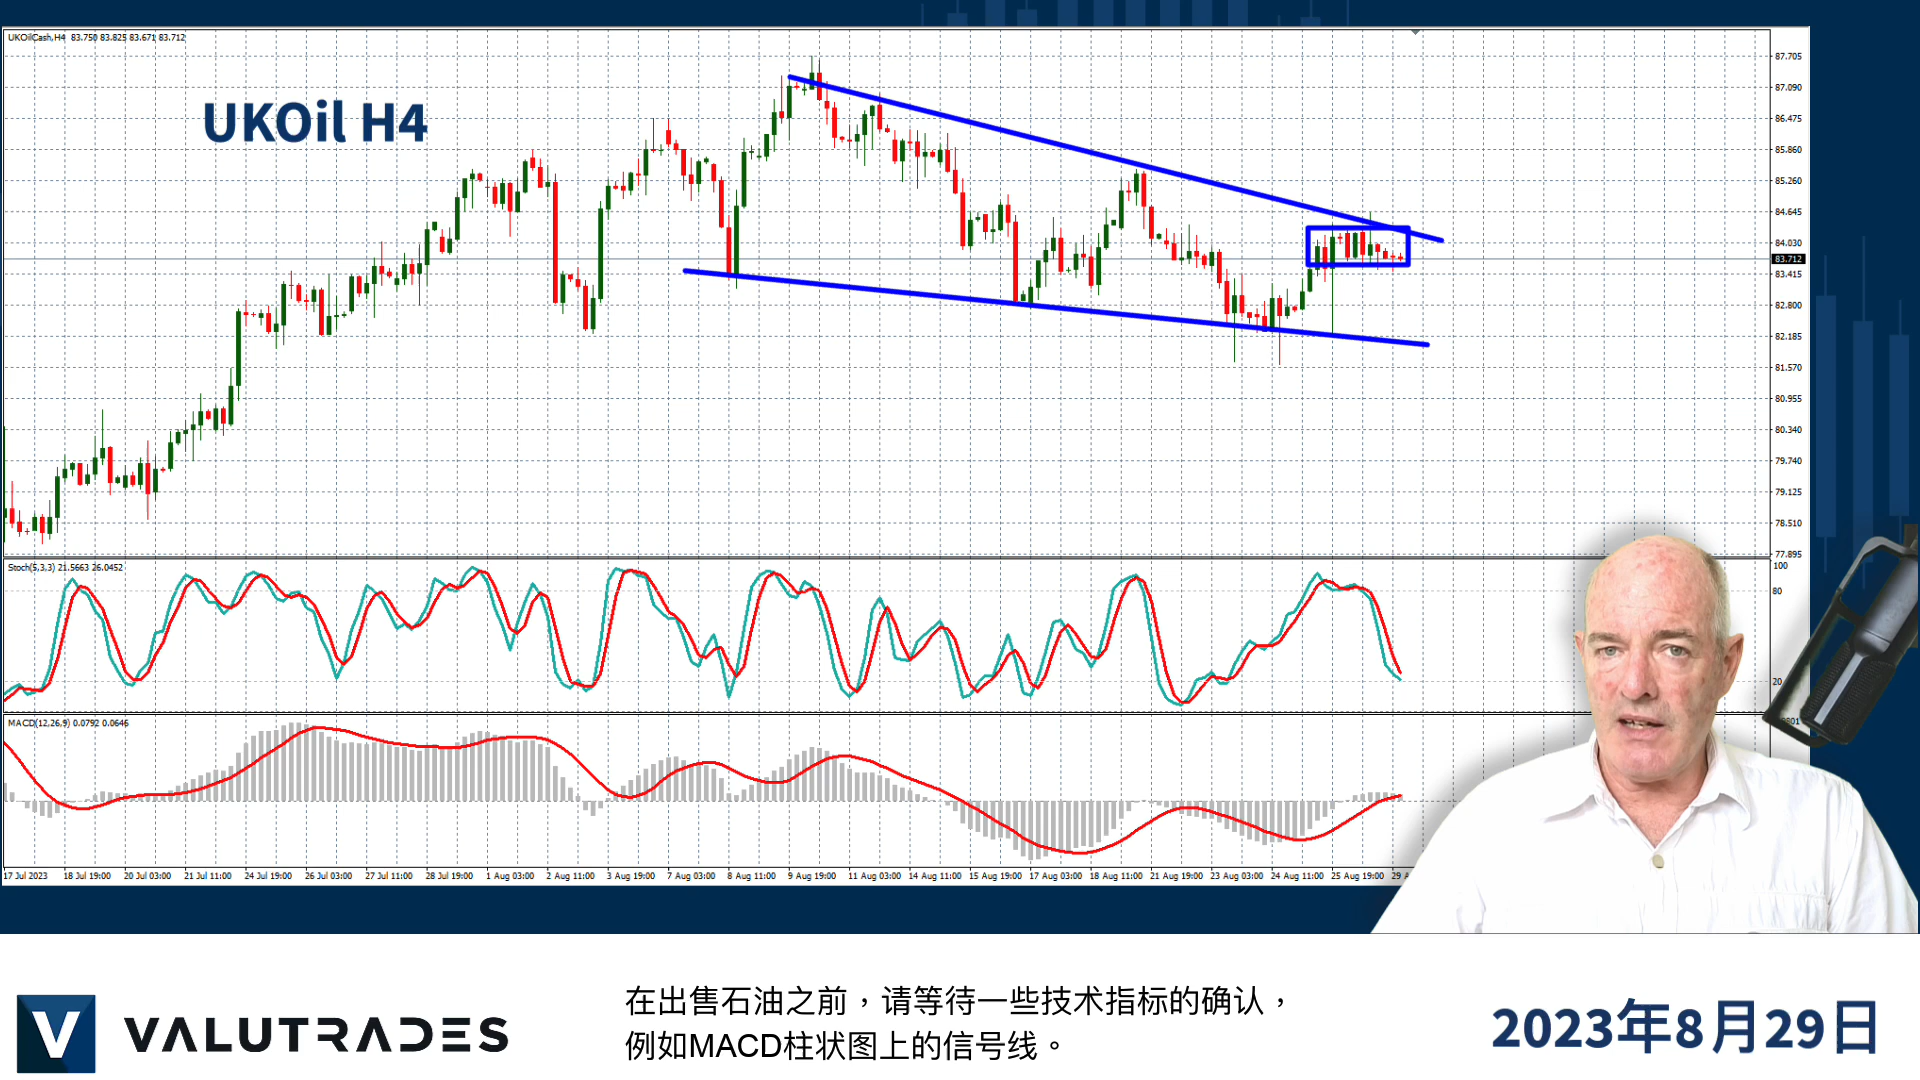 UKOilCash,H4 83.750 83.825 83.671 83.712
UKOil H4
87.705
87.090
86.475
85.860
85.260
84.645
84.030
83.712
83.415
82.800
82.185
81.570
80.955
80.340
79.740
79.125
78.510
77.895
Stoch(5,3,3) 21.5663 26.0452
100
80
20
MACD(12,26,9) 0.0792 0.0646
17 Jul 2023 18 Jul 19:00 20 Jul 03:00 21 Jul 11:00 24 Jul 19:00 26 Jul 03:00 27 Jul 11:00 28 Jul 19:00 1 Aug 03:00 2 Aug 11:00 3 Aug 19:00 7 Aug 03:00 8 Aug 11:00 9 Aug 19:00 11 Aug 03:00 14 Aug 11:00 15 Aug 19:00 17 Aug 03:00 18 Aug 11:00 21 Aug 19:00 23 Aug 03:00 24 Aug 11:00 25 Aug 19:00 29
VALUTRADES
在出售石油之前，请等待一些技术指标的确认，
例如MACD柱状图上的信号线。
2023年8月29日